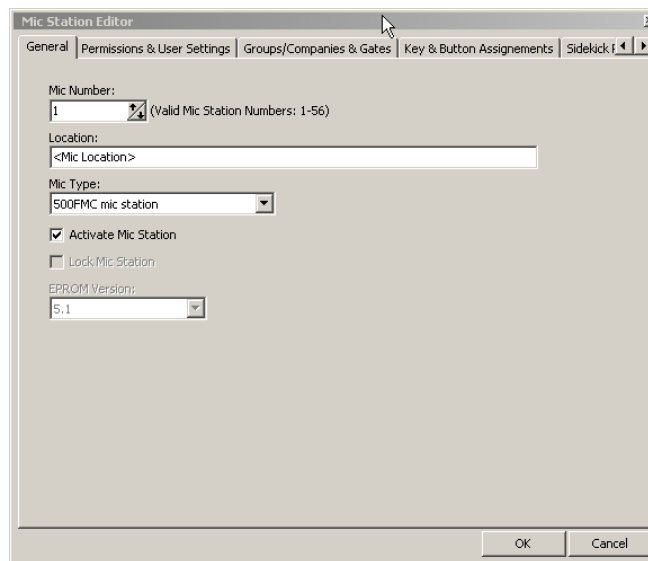 Mic Station Editor
General Permissions & User Settings Groups/Companies & Gates Key & Button Assignements Sidekick
Mic Number:
1 (Valid Mic Station Numbers: 1-56)
Location:
<Mic Location>
Mic Type:
500FMC mic station
Activate Mic Station
Lock Mic Station
EPROM Version:
5.1
OK Cancel